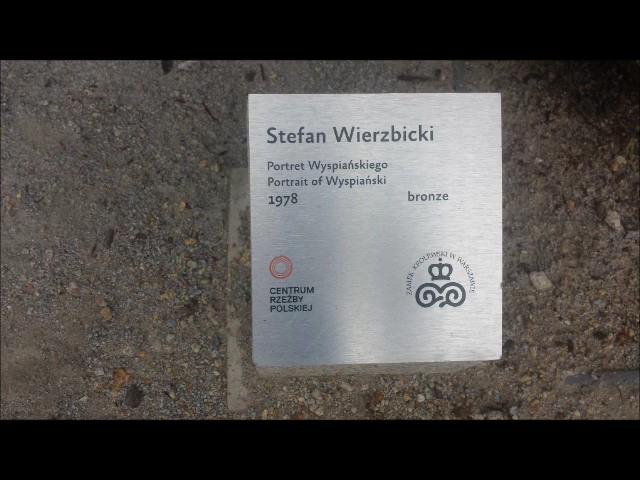 Stefan Wierzbicki
Portret Wyspiańskiego
Portrait of Wyspiański
1978 bronze
CENTRUM
RZEŹBY
POLSKIEJ
ZAMEK KRÓLEWSKI W WARSZAWIE